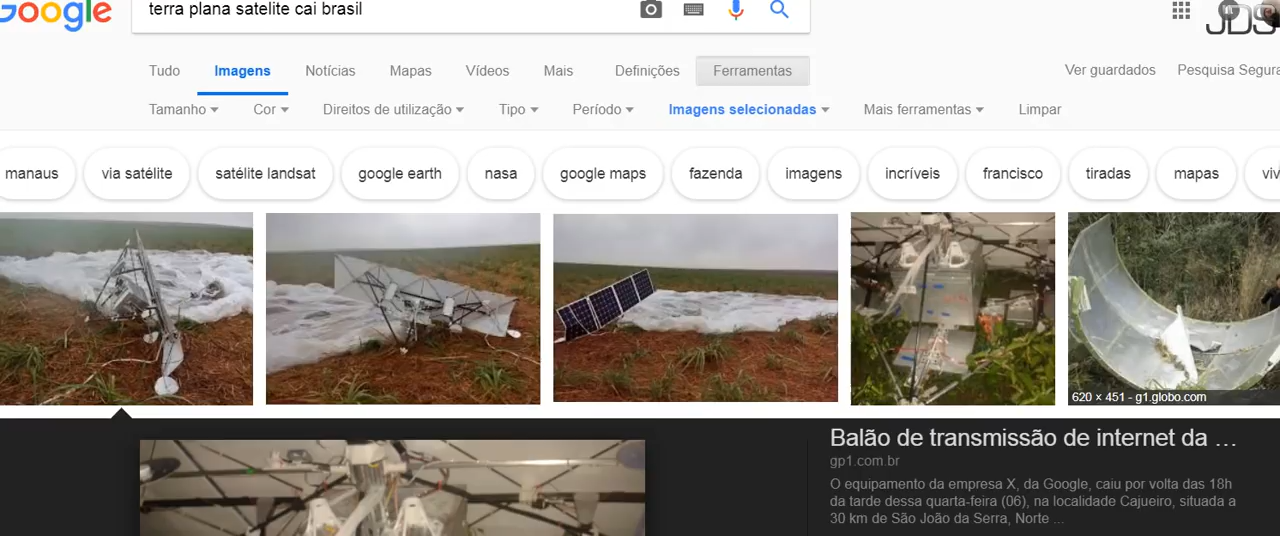 Google
terra plana satelite cai brasil
JDS
Tudo Imagens Notícias Mapas Vídeos Mais Definições Ferramentas Ver guardados Pesquisa Segura
Tamanho Cor Direitos de utilização Tipo Período Imagens selecionadas Mais ferramentas Limpar
manaus via satélite satélite landsat google earth nasa google maps fazenda imagens incríveis francisco tiradas mapas
620 × 451 - g1.globo.com
Balão de transmissão de internet da ...
gp1.com.br
O equipamento da empresa X, da Google, caiu por volta das 18h
da tarde dessa quarta-feira (06), na localidade Cajueiro, situada a
30 km de São João da Serra, Norte ...